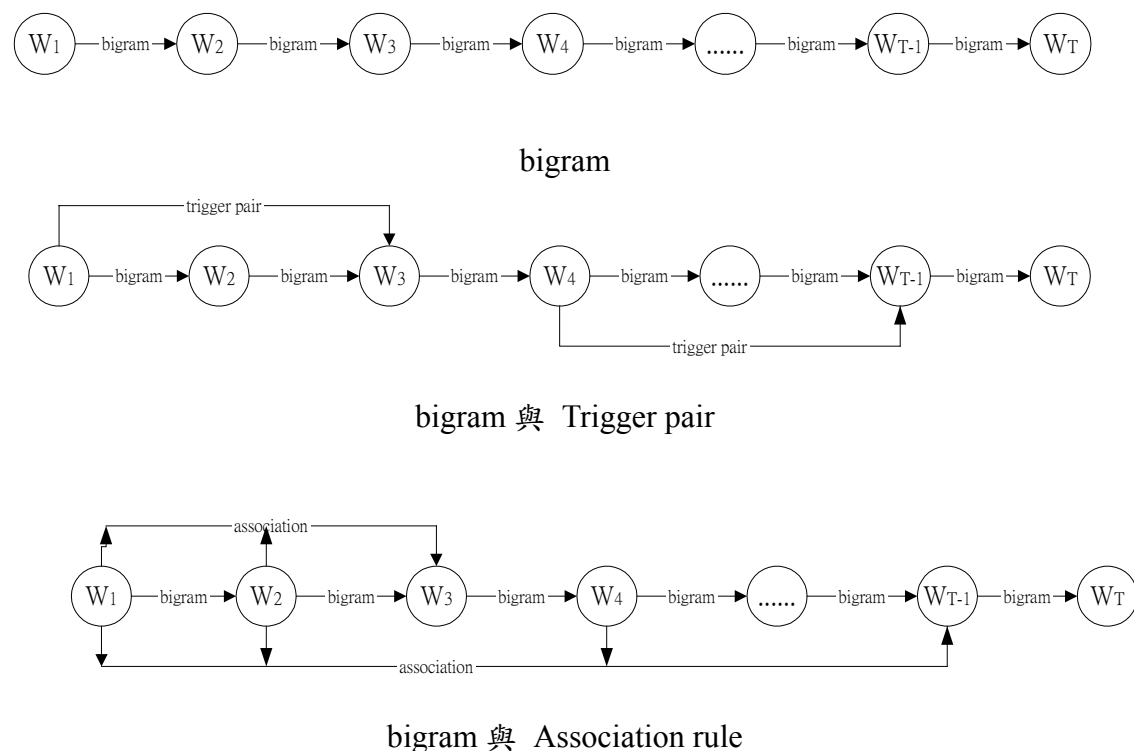 W1 bigram W2 bigram W3 bigram W4 bigram ...... bigram WT-1 bigram WT
bigram
trigger pair
W1 bigram W2 bigram W3 bigram W4 bigram ...... bigram WT-1 bigram WT
trigger pair
bigram 與 Trigger pair
association
W1 bigram W2 bigram W3 bigram W4 bigram ...... bigram WT-1 bigram WT
association
bigram 與 Association rule